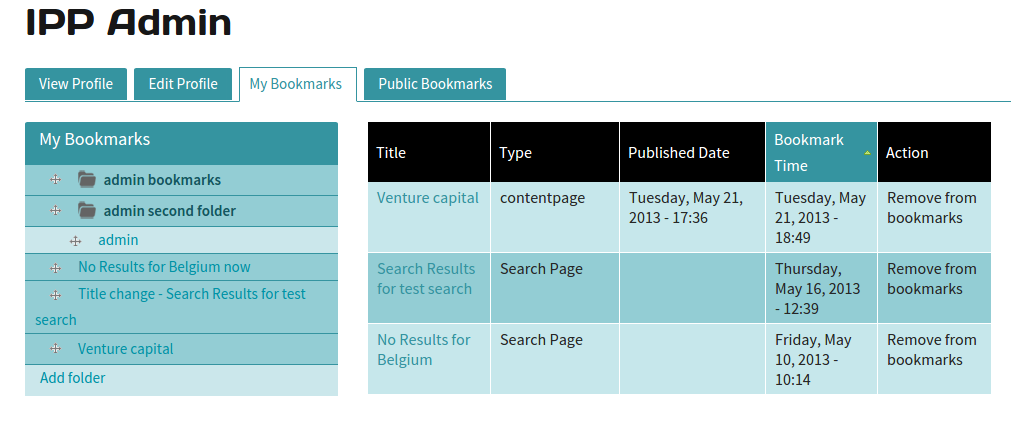 IPP Admin
View Profile
Edit Profile
My Bookmarks
Public Bookmarks
My Bookmarks
admin bookmarks
admin second folder
admin
No Results for Belgium now
Title change - Search Results for test
search
Venture capital
Add folder
Title
Type
Published Date
Bookmark
Time
Action
Venture capital
contentpage
Tuesday, May 21,
2013 - 17:36
Tuesday, May
21, 2013 -
18:49
Remove from
bookmarks
Search Results
for test search
Search Page
Thursday,
May 16, 2013
- 12:39
Remove from
bookmarks
No Results for
Belgium
Search Page
Friday, May
10, 2013 -
10:14
Remove from
bookmarks